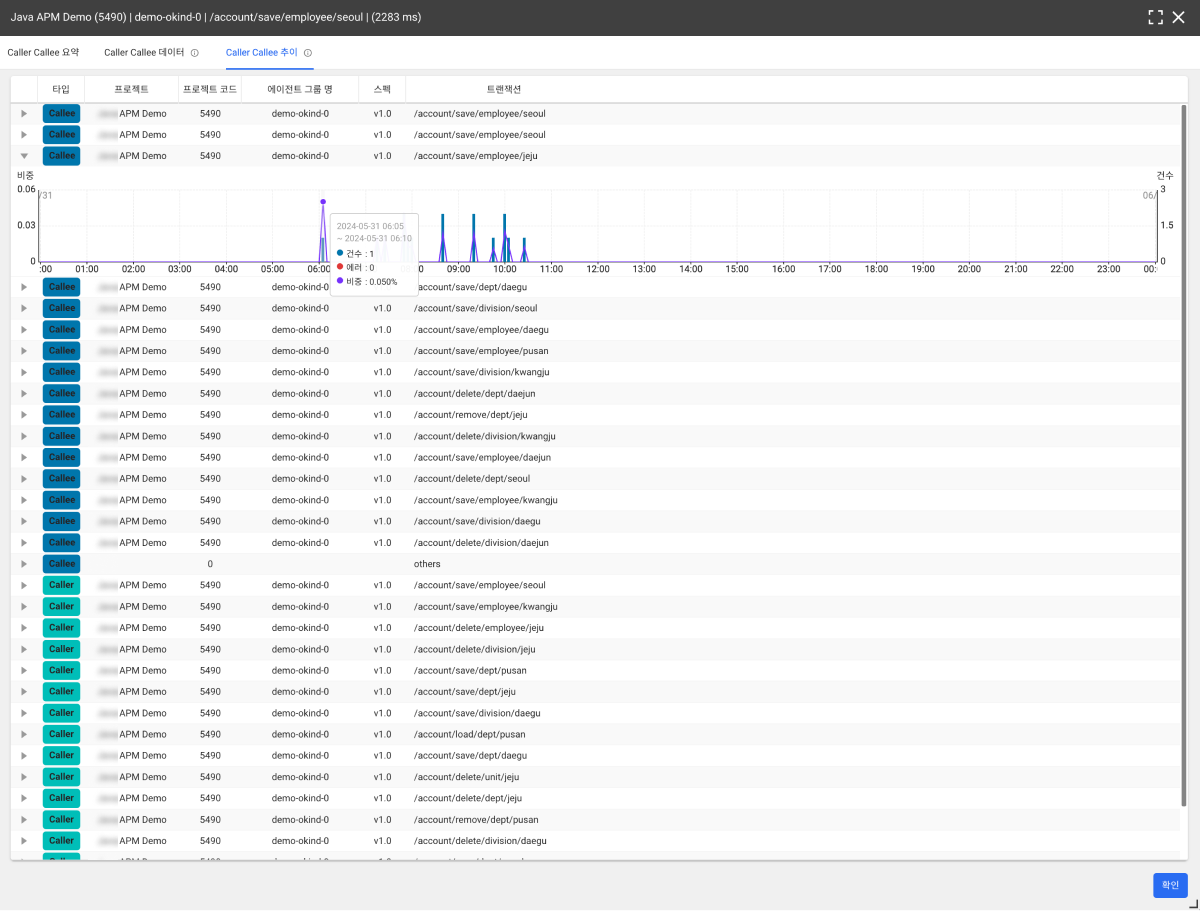 Java APM Demo (5490) | demo-okind-0 | /account/save/employee/seoul | (2283 ms)
Caller Callee 요약 Caller Callee 데이터 Caller Callee 추이
타입 프로젝트 프로젝트 코드 에이전트 그룹 명 스펙 트랜잭션
Callee APM Demo 5490 demo-okind-0 v1.0 /account/save/employee/seoul
Callee APM Demo 5490 demo-okind-0 v1.0 /account/save/employee/seoul
Callee APM Demo 5490 demo-okind-0 v1.0 /account/save/employee/jeju
비중 건수
0.06 /31 06/ 3
0.03 1.5
0 0
2024-05-31 06:05
~ 2024-05-31 06:10
건수 : 1
에러 : 0
비중 : 0.050%
:00 01:00 02:00 03:00 04:00 05:00 06:00 0 09:00 10:00 11:00 12:00 13:00 14:00 15:00 16:00 17:00 18:00 19:00 20:00 21:00 22:00 23:00 00:
Callee APM Demo 5490 demo-okind-0 account/save/dept/daegu
Callee APM Demo 5490 demo-okind-0 v1.0 /account/save/division/seoul
Callee APM Demo 5490 demo-okind-0 v1.0 /account/save/employee/daegu
Callee APM Demo 5490 demo-okind-0 v1.0 /account/save/employee/pusan
Callee APM Demo 5490 demo-okind-0 v1.0 /account/save/division/kwangju
Callee APM Demo 5490 demo-okind-0 v1.0 /account/delete/dept/daejun
Callee APM Demo 5490 demo-okind-0 v1.0 /account/remove/dept/jeju
Callee APM Demo 5490 demo-okind-0 v1.0 /account/delete/division/kwangju
Callee APM Demo 5490 demo-okind-0 v1.0 /account/save/employee/daejun
Callee APM Demo 5490 demo-okind-0 v1.0 /account/delete/dept/seoul
Callee APM Demo 5490 demo-okind-0 v1.0 /account/save/employee/kwangju
Callee APM Demo 5490 demo-okind-0 v1.0 /account/save/division/daegu
Callee APM Demo 5490 demo-okind-0 v1.0 /account/delete/division/daejun
Callee 0 others
Caller APM Demo 5490 demo-okind-0 v1.0 /account/save/employee/seoul
Caller APM Demo 5490 demo-okind-0 v1.0 /account/save/employee/kwangju
Caller APM Demo 5490 demo-okind-0 v1.0 /account/delete/employee/jeju
Caller APM Demo 5490 demo-okind-0 v1.0 /account/delete/division/jeju
Caller APM Demo 5490 demo-okind-0 v1.0 /account/save/dept/pusan
Caller APM Demo 5490 demo-okind-0 v1.0 /account/save/dept/jeju
Caller APM Demo 5490 demo-okind-0 v1.0 /account/save/division/daegu
Caller APM Demo 5490 demo-okind-0 v1.0 /account/load/dept/pusan
Caller APM Demo 5490 demo-okind-0 v1.0 /account/save/dept/daegu
Caller APM Demo 5490 demo-okind-0 v1.0 /account/delete/unit/jeju
Caller APM Demo 5490 demo-okind-0 v1.0 /account/delete/dept/jeju
Caller APM Demo 5490 demo-okind-0 v1.0 /account/remove/dept/pusan
Caller APM Demo 5490 demo-okind-0 v1.0 /account/delete/division/daegu
확인